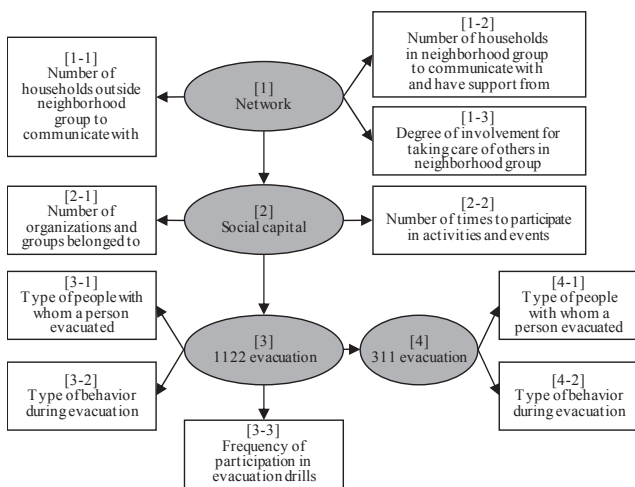 [1-1]
Number of
households outside
neighborhood
group to
communicate with
[1]
Network
[1-2]
Number of households
in neighborhood group
to communicate with
and have support from
[1-3]
Degree of involvement for
taking care of others in
neighborhood group
[2-1]
Number of
organizations and
groups belonged to
[2]
Social capital
[2-2]
Number of times to participate
in activities and events
[3-1]
Type of people with
whom a person
evacuated
[3-2]
Type of behavior
during evacuation
[3]
1122 evacuation
[4]
311 evacuation
[4-1]
Type of people
with whom a
person evacuated
[4-2]
Type of behavior
during evacuation
[3-3]
Frequency of
participation in
evacuation drills